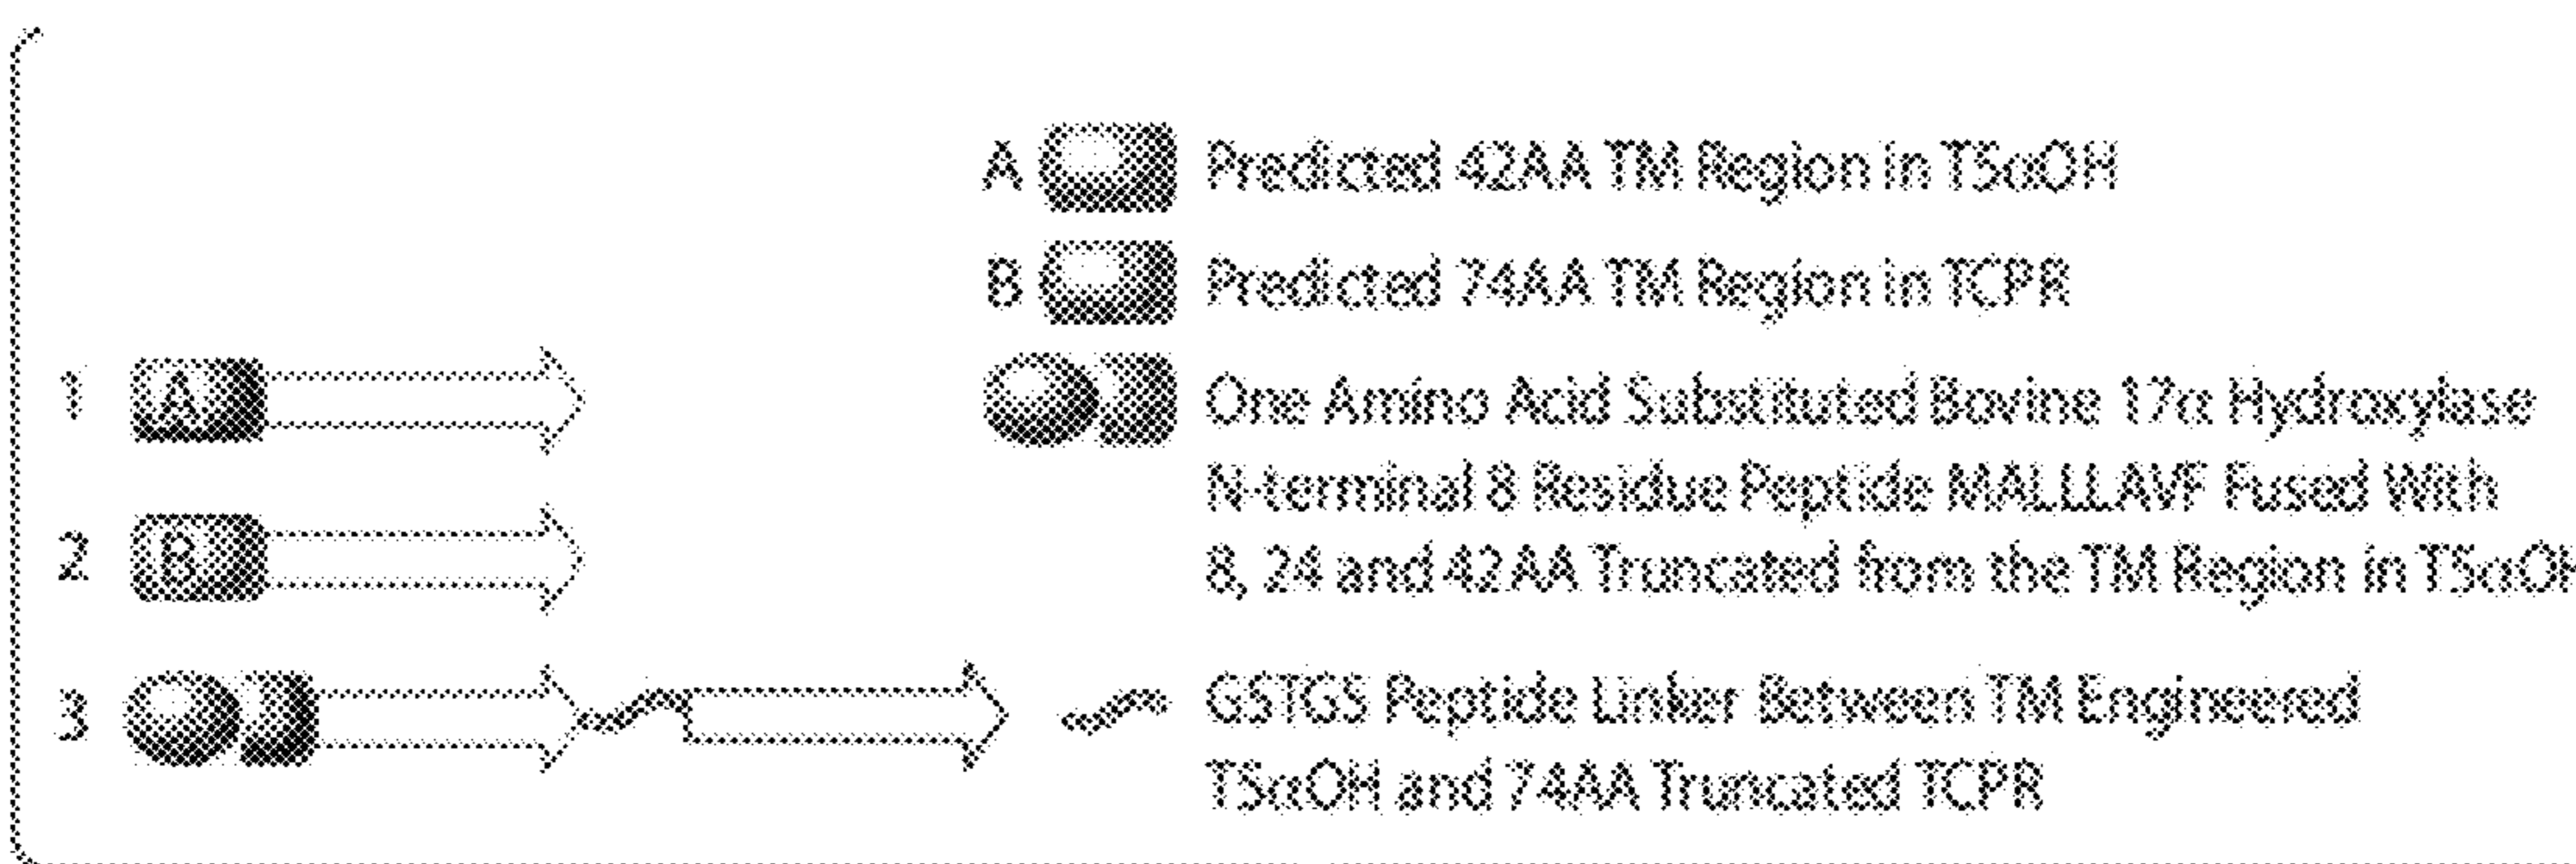 A Predicted 42AA TM Region in T5αOH
B Predicted 74AA TM Region in TCPR
1 A
One Amino Acid Substituted Bovine 17α Hydroxylase
N-terminal 8 Residue Peptide MALLLAVF Fused With
2 B
8, 24 and 42AA Truncated from the TM Region in T5αOH
3
GSTGS Peptide Linker Between TM Engineered
T5αOH and 74AA Truncated TCPR